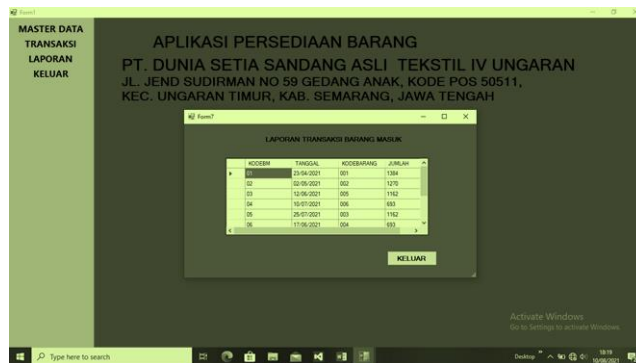 Form1
MASTER DATA
TRANSAKSI
LAPORAN
KELUAR
APLIKASI PERSEDIAAN BARANG
PT. DUNIA SETIA SANDANG ASLI TEKSTIL IV UNGARAN
JL. JEND SUDIRMAN NO 59 GEDANG ANAK, KODE POS 50511,
KEC. UNGARAN TIMUR, KAB. SEMARANG, JAWA TENGAH
Form7
LAPORAN TRANSAKSI BARANG MASUK
KODEBM TANGGAL KODEBARANG JUMLAH
01 23/04/2021 001 1384
02 02/05/2021 002 1270
03 12/06/2021 005 1162
04 10/07/2021 006 693
05 25/07/2021 003 1162
06 17/08/2021 004 693
KELUAR
Activate Windows
Go to Settings to activate Windows.
Type here to search
Desktop
18:19
10/08/2021